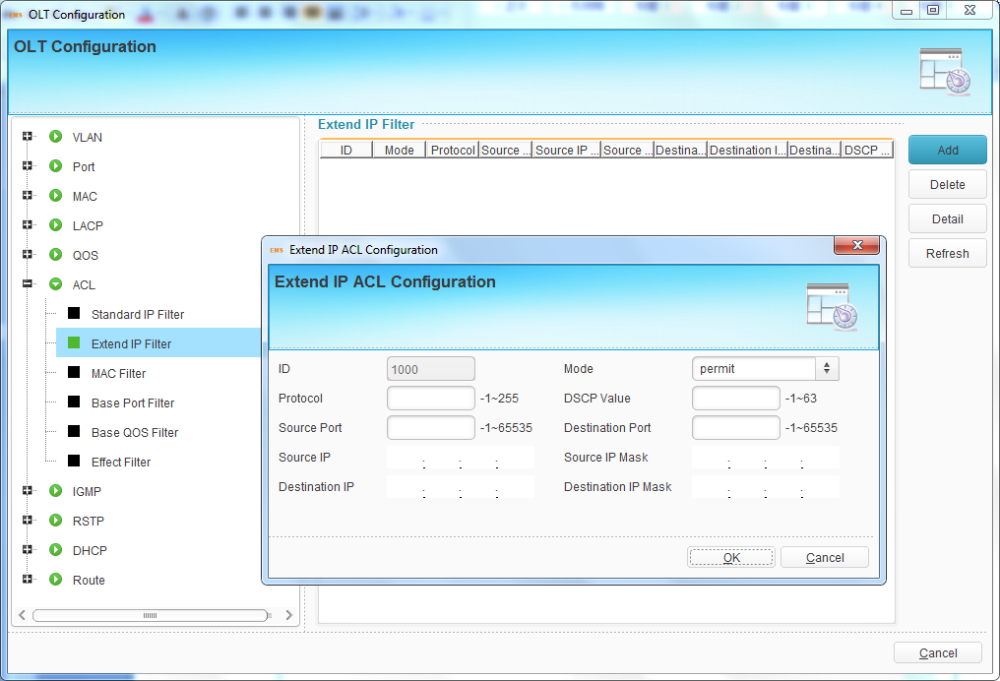 EMS OLT Configuration
OLT Configuration
VLAN
Port
MAC
LACP
QOS
ACL
Standard IP Filter
Extend IP Filter
MAC Filter
Base Port Filter
Base QOS Filter
Effect Filter
IGMP
RSTP
DHCP
Route
Extend IP Filter
ID Mode Protocol Source ... Source IP ... Source ... Destina... Destination I... Destina... DSCP ...
Add
Delete
Detail
Refresh
EMS Extend IP ACL Configuration
Extend IP ACL Configuration
ID 1000 Mode permit
Protocol -1~255 DSCP Value -1~63
Source Port -1~65535 Destination Port -1~65535
Source IP . . . Source IP Mask . . .
Destination IP . . . Destination IP Mask . . .
OK Cancel
Cancel